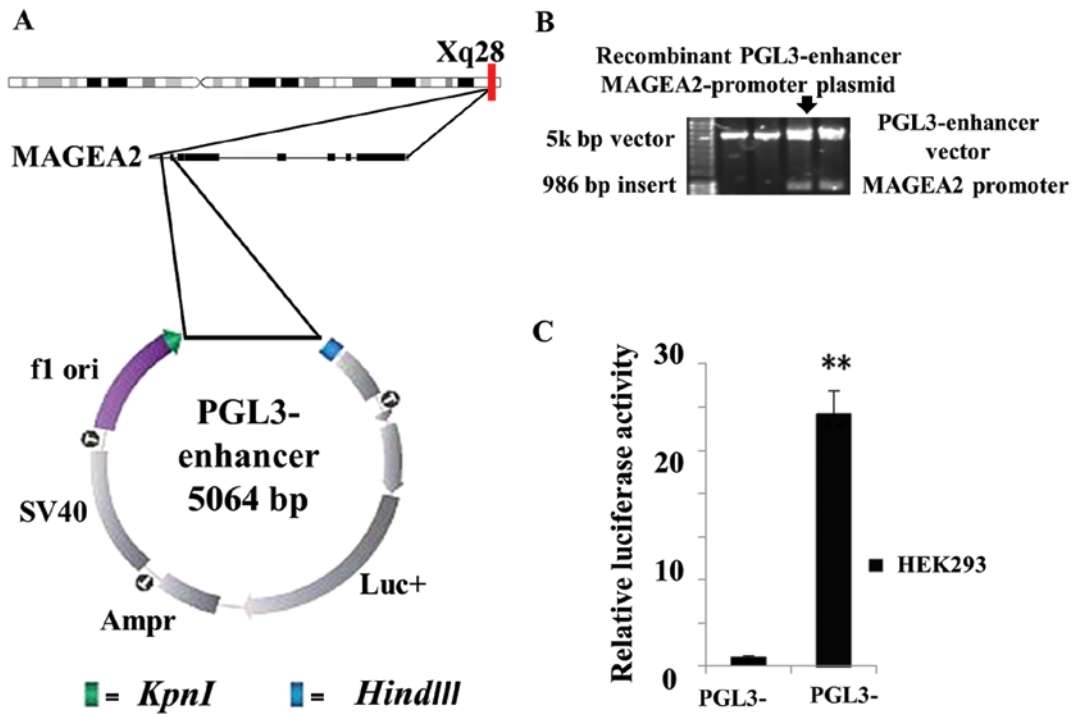 A
Xq28
MAGEA2
f1 ori
PGL3-
enhancer
5064 bp
SV40
Ampr
Luc+
= KpnI
= HindIII
B
Recombinant PGL3-enhancer
MAGEA2-promoter plasmid
5k bp vector
PGL3-enhancer
vector
986 bp insert
MAGEA2 promoter
C
Relative luciferase activity
30
20
10
0
**
HEK293
PGL3-
PGL3-